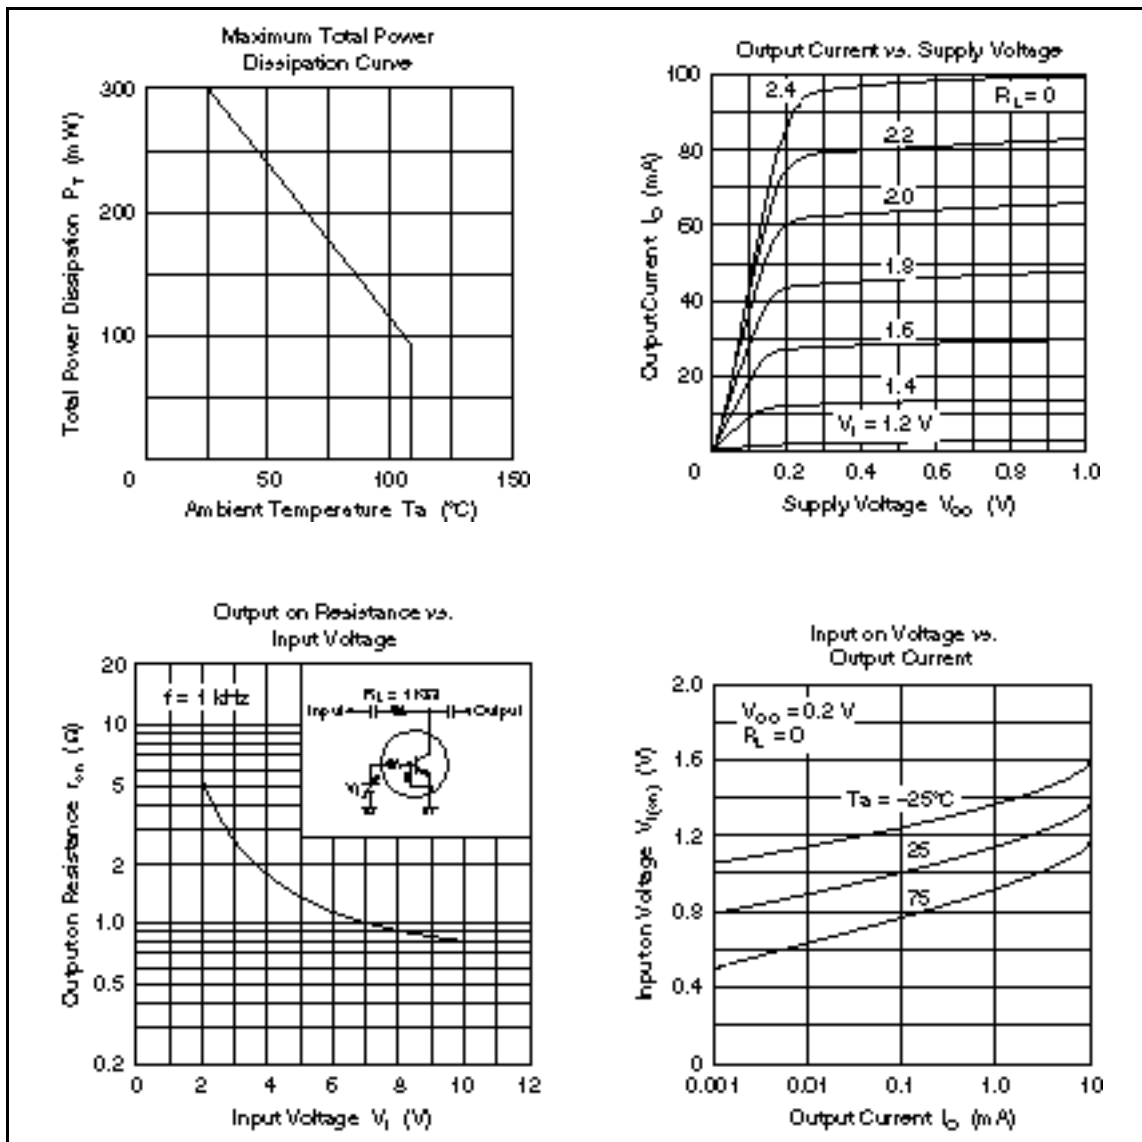 Maximum Total Power
Dissipation Curve
Total Power Dissipation P_T (mW)
300
200
100
0
50
100
150
Ambient Temperature Ta (°C)
Output Current vs. Supply Voltage
Output Current I_O (mA)
100
80
60
40
20
0
0.2
0.4
0.6
0.8
1.0
R_L = 0
2.4
2.2
2.0
1.8
1.6
1.4
V_I = 1.2 V
Supply Voltage V_OO (V)
Output on Resistance vs.
Input Voltage
Output on Resistance r_on (Ω)
20
10
5
2
1.0
0.5
0.2
f = 1 kHz
R_L = 1 KΩ
Input
Output
V_I
0
2
4
6
8
10
12
Input Voltage V_I (V)
Input on Voltage vs.
Output Current
Input on Voltage V_I(on) (V)
2.0
1.6
1.2
0.8
0.4
0
V_OO = 0.2 V
R_L = 0
Ta = –25°C
25
75
0.001
0.01
0.1
1.0
10
Output Current I_O (mA)